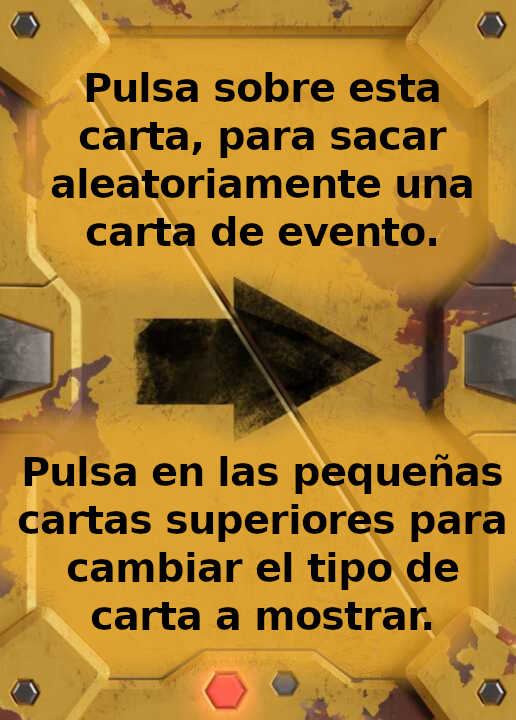 Pulsa sobre esta
carta, para sacar
aleatoriamente una
carta de evento.
Pulsa en las pequeñas
cartas superiores para
cambiar el tipo de
carta a mostrar.